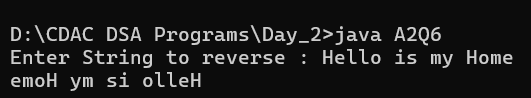 D:\CDAC DSA Programs\Day_2>java A2Q6
Enter String to reverse : Hello is my Home
emoH ym si olleH